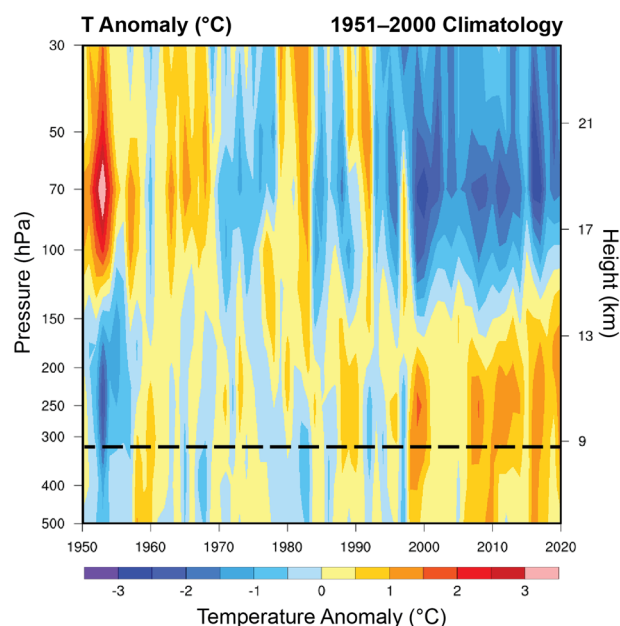 T Anomaly (°C) 1951–2000 Climatology
30
50
70
100
150
200
250
300
400
500
Pressure (hPa)
21
17
13
9
Height (km)
1950 1960 1970 1980 1990 2000 2010 2020
-3 -2 -1 0 1 2 3
Temperature Anomaly (°C)